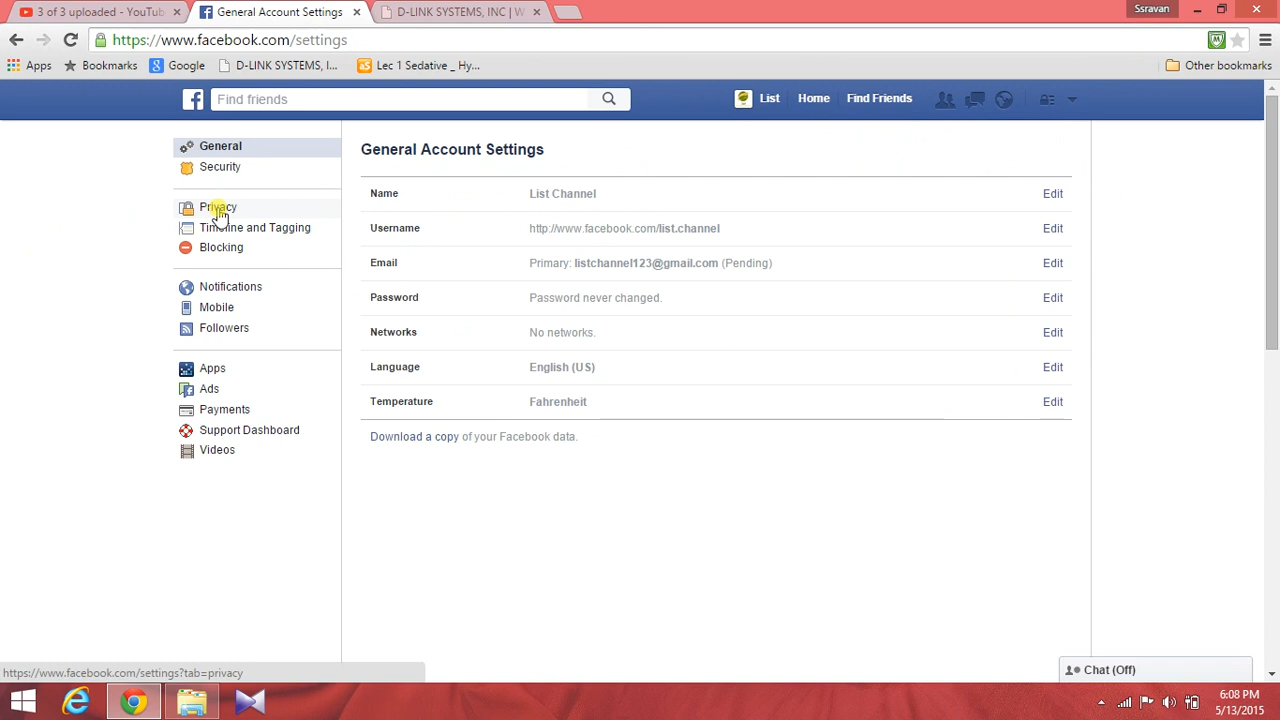 3 of 3 uploaded - YouTub
General Account Settings
D-LINK SYSTEMS, INC | W
Ssravan
https://www.facebook.com/settings
Apps
Bookmarks
Google
D-LINK SYSTEMS, I...
Lec 1 Sedative _ Hy...
Other bookmarks
Find friends
List
Home
Find Friends
General
Security
Privacy
Timeline and Tagging
Blocking
Notifications
Mobile
Followers
Apps
Ads
Payments
Support Dashboard
Videos
General Account Settings
Name List Channel Edit
Username http://www.facebook.com/list.channel Edit
Email Primary: listchannel123@gmail.com (Pending) Edit
Password Password never changed. Edit
Networks No networks. Edit
Language English (US) Edit
Temperature Fahrenheit Edit
Download a copy of your Facebook data.
https://www.facebook.com/settings?tab=privacy
Chat (Off)
6:08 PM
5/13/2015